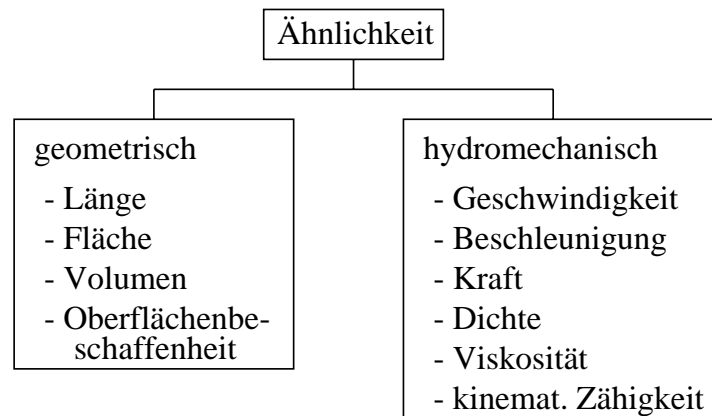 Ähnlichkeit
geometrisch
- Länge
- Fläche
- Volumen
- Oberflächenbe-
schaffenheit
hydromechanisch
- Geschwindigkeit
- Beschleunigung
- Kraft
- Dichte
- Viskosität
- kinemat. Zähigkeit